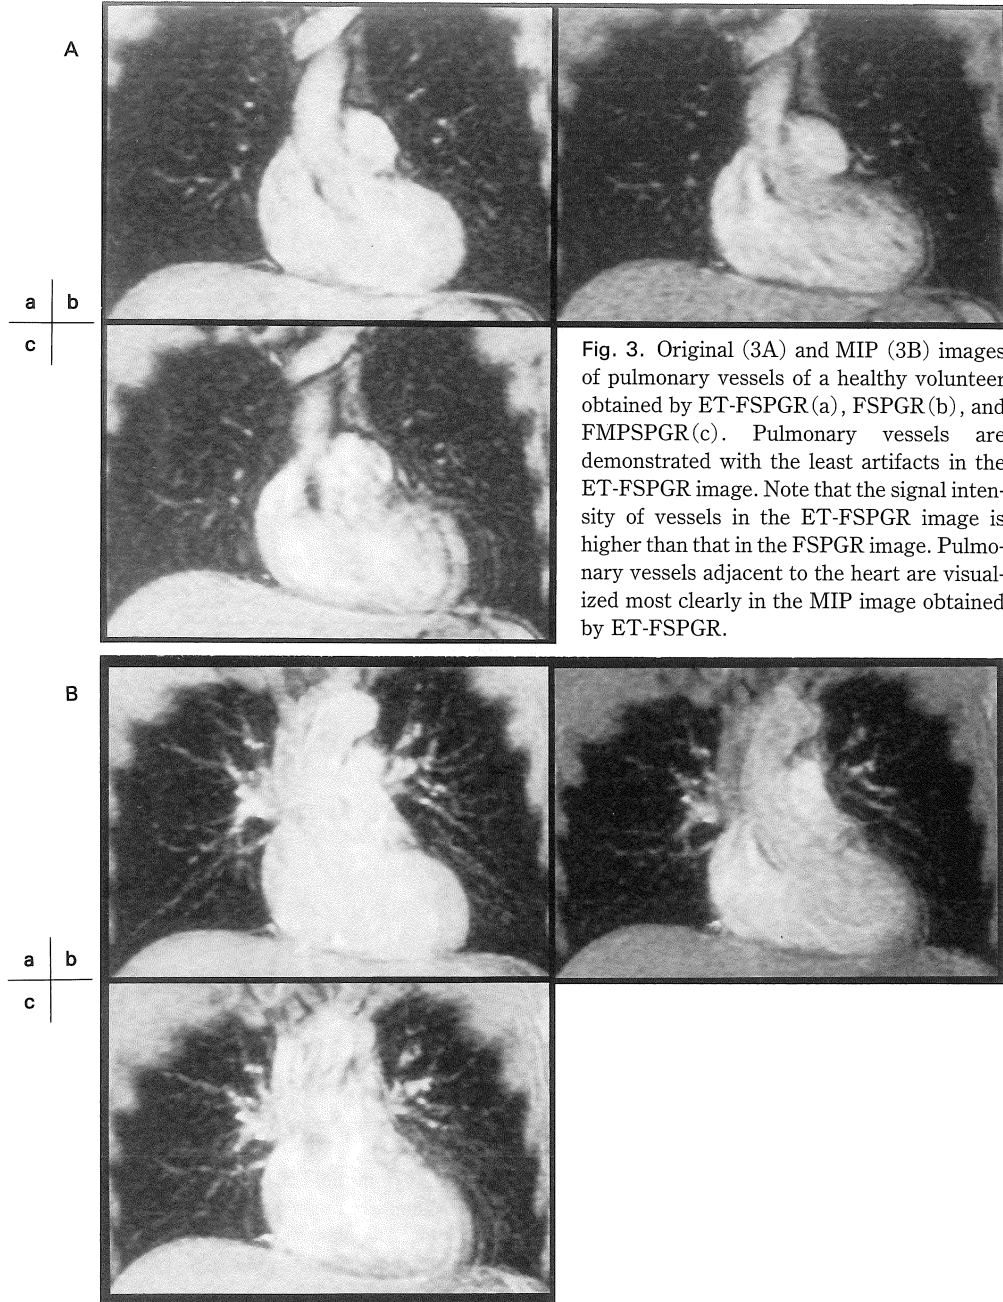 A
a b
c
Fig. 3. Original (3A) and MIP (3B) images
of pulmonary vessels of a healthy volunteer
obtained by ET-FSPGR(a), FSPGR(b), and
FMPSPGR(c). Pulmonary vessels are
demonstrated with the least artifacts in the
ET-FSPGR image. Note that the signal inten-
sity of vessels in the ET-FSPGR image is
higher than that in the FSPGR image. Pulmo-
nary vessels adjacent to the heart are visual-
ized most clearly in the MIP image obtained
by ET-FSPGR.
B
a b
c